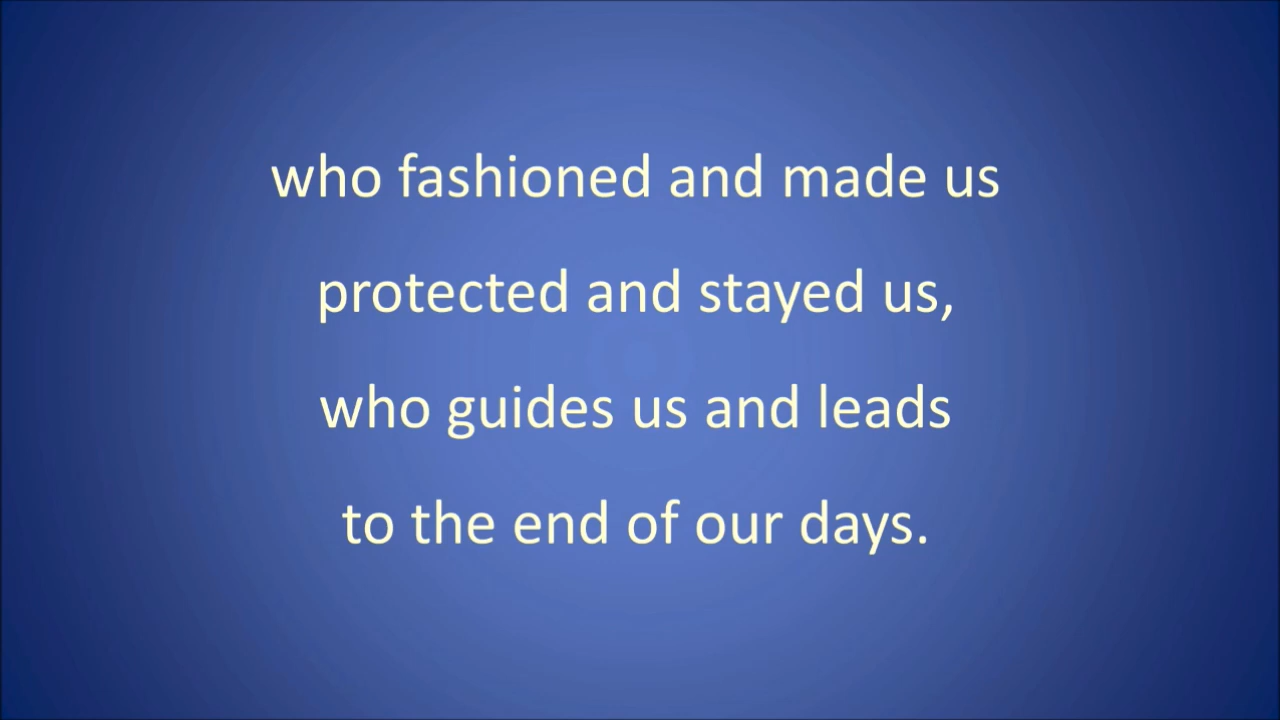 who fashioned and made us
protected and stayed us,
who guides us and leads
to the end of our days.